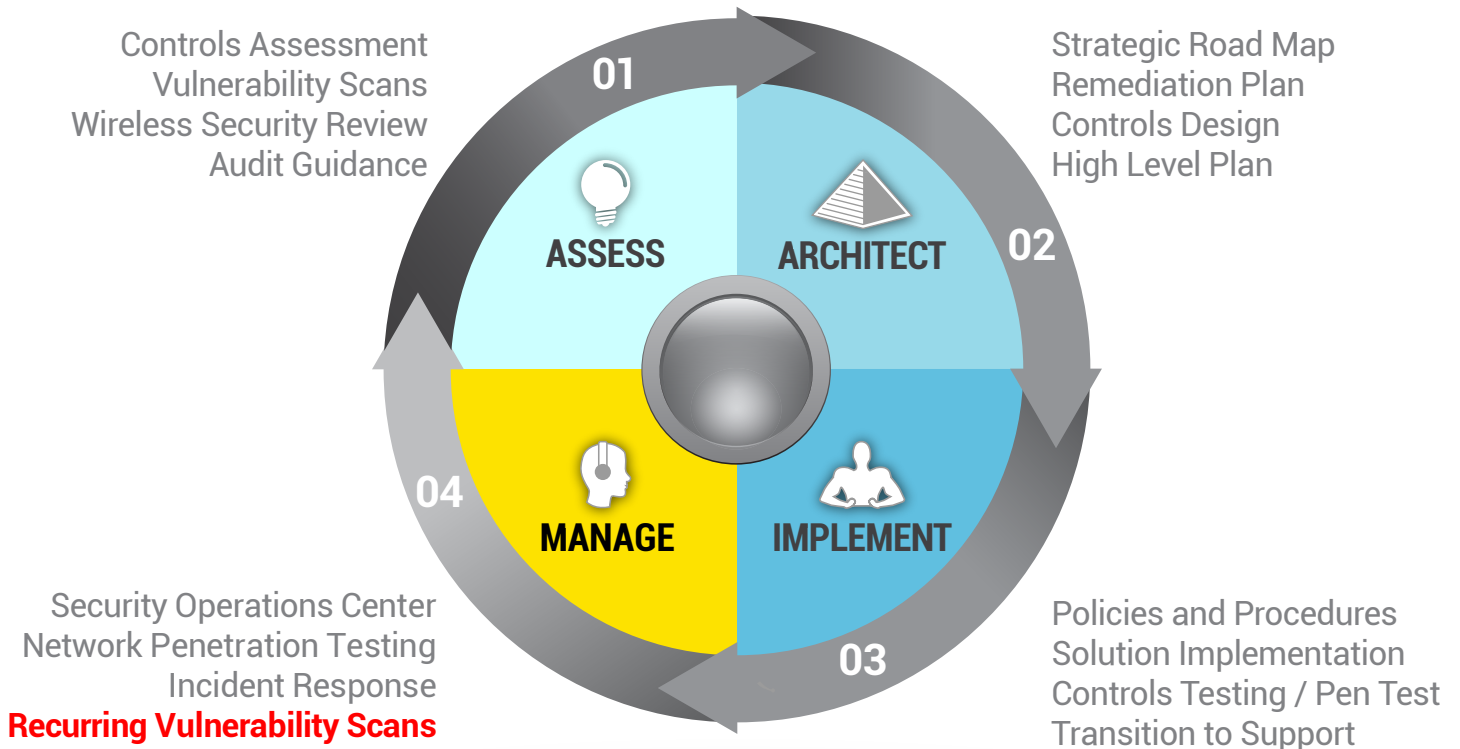 Controls Assessment
Vulnerability Scans
Wireless Security Review
Audit Guidance
01
ASSESS
Strategic Road Map
Remediation Plan
Controls Design
High Level Plan
02
ARCHITECT
Policies and Procedures
Solution Implementation
Controls Testing / Pen Test
Transition to Support
03
IMPLEMENT
Security Operations Center
Network Penetration Testing
Incident Response
Recurring Vulnerability Scans
04
MANAGE